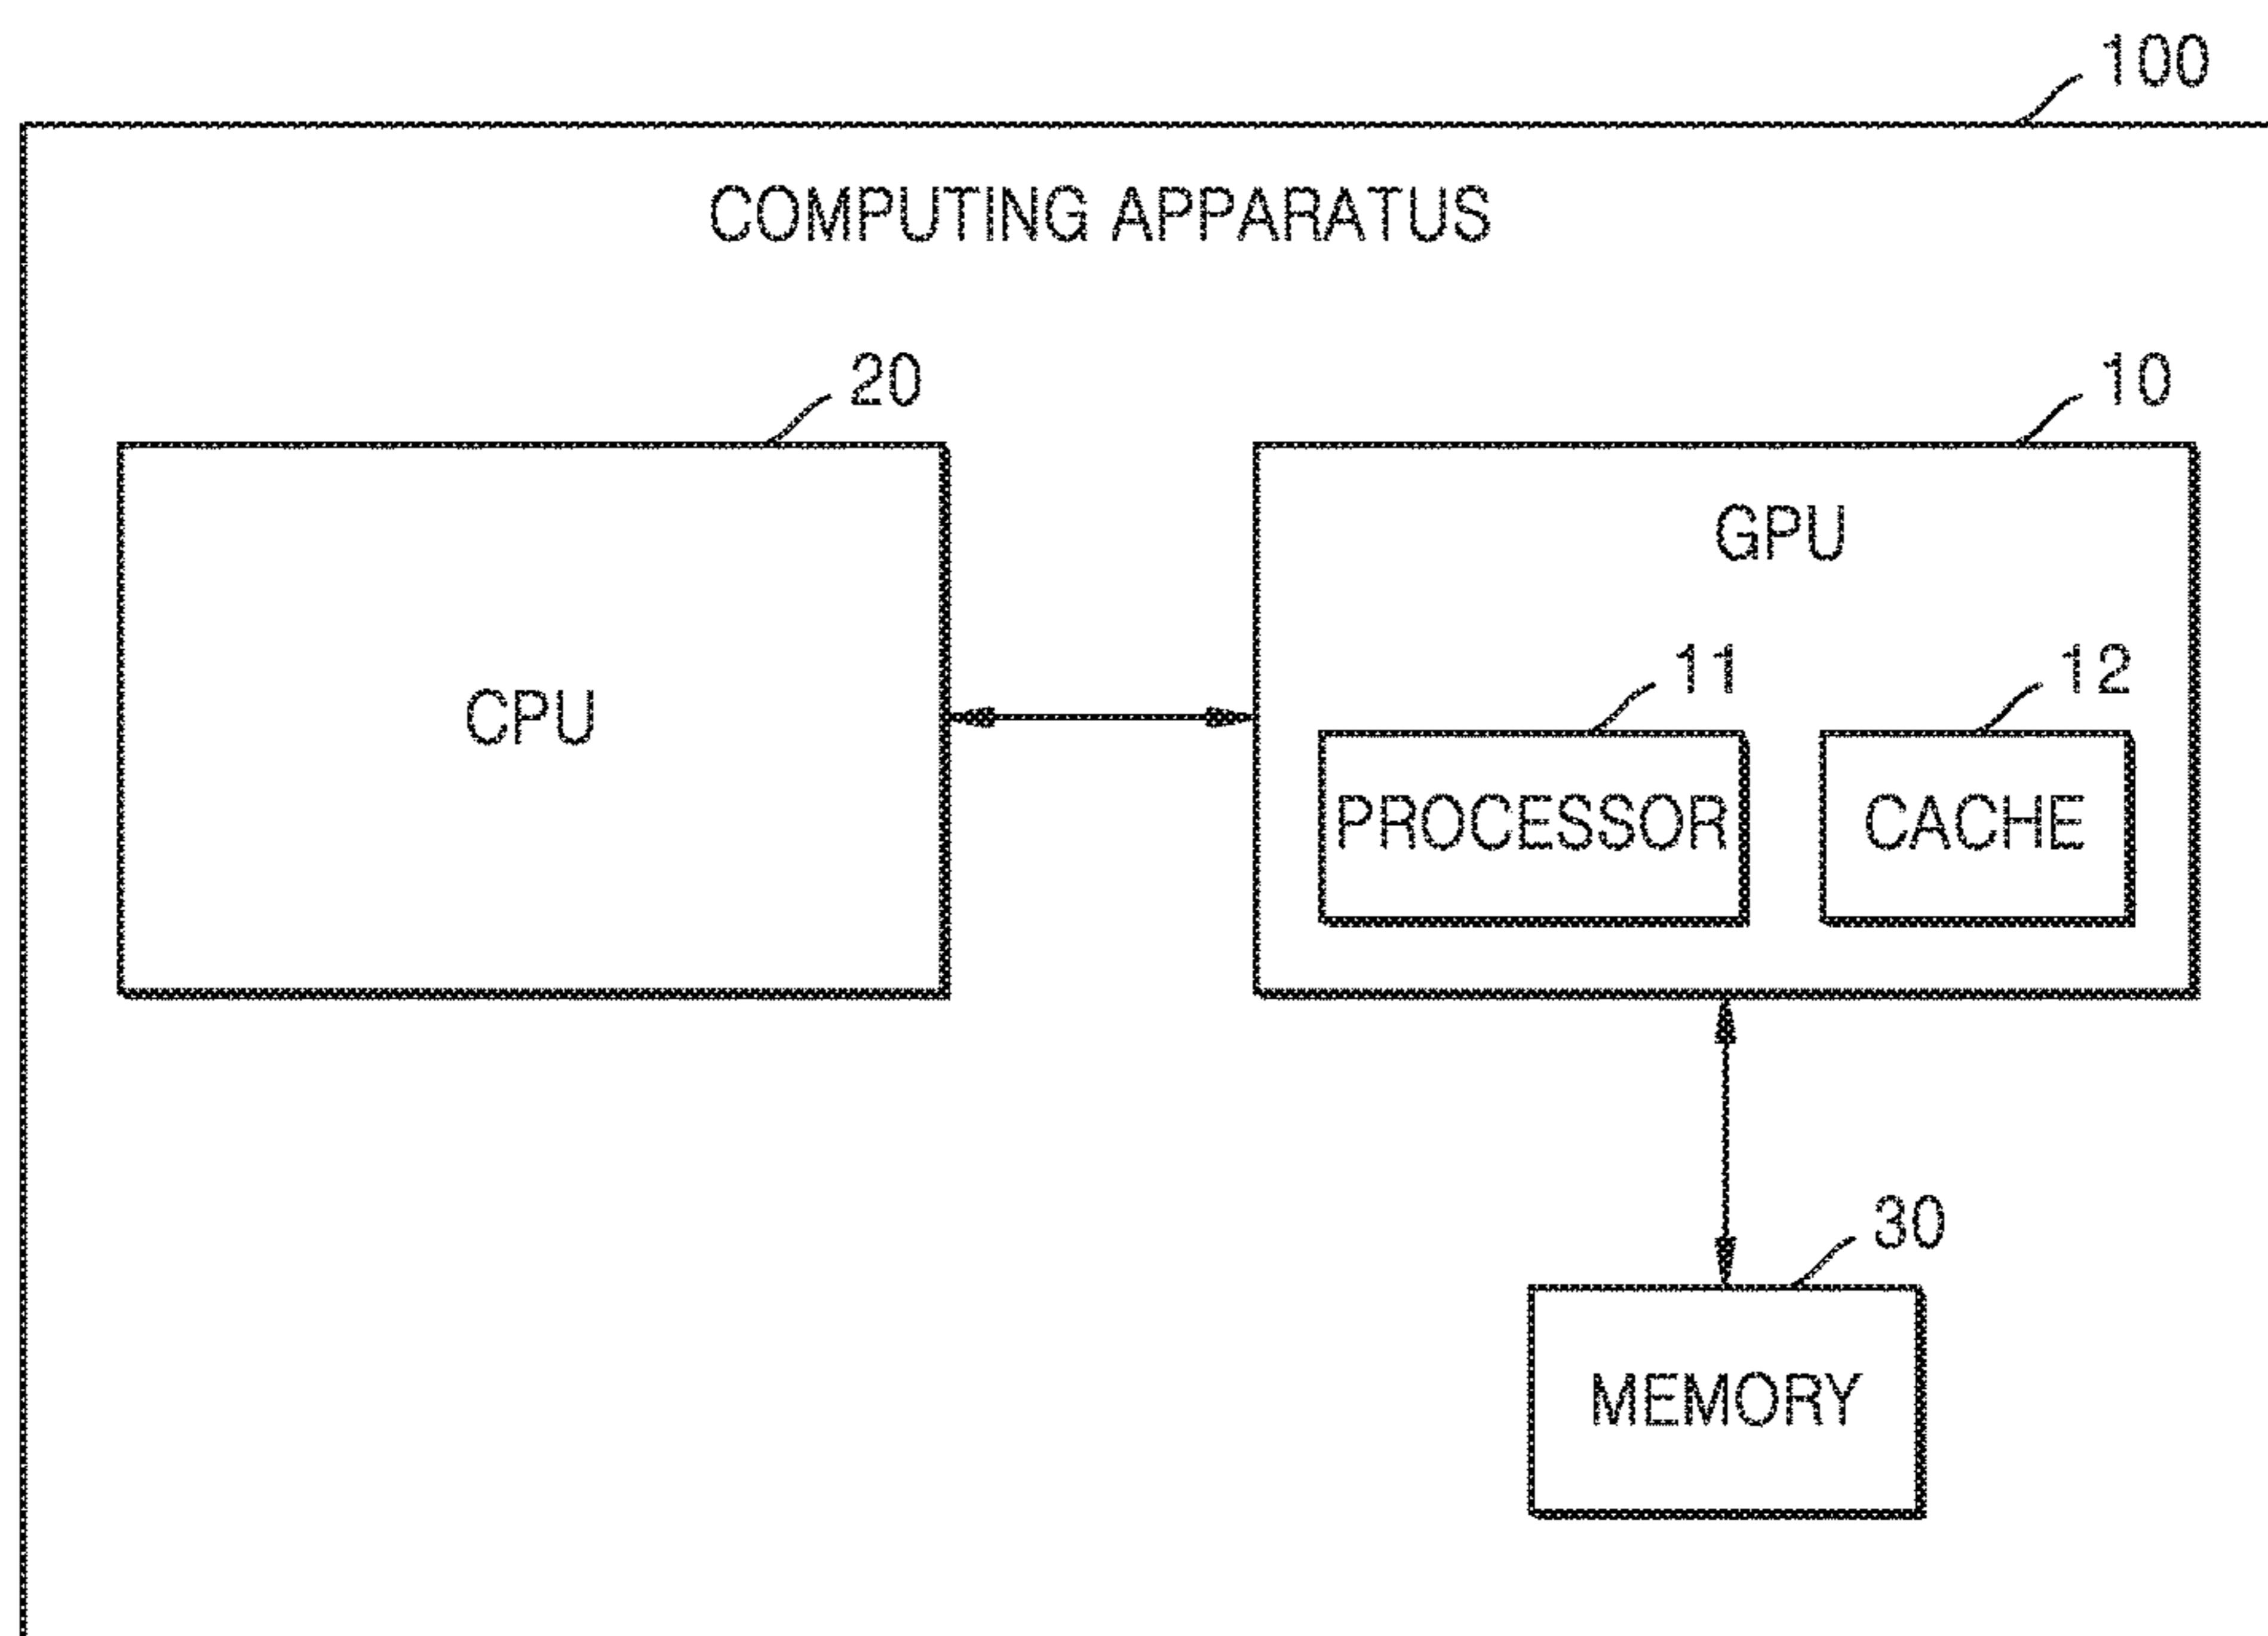 100
COMPUTING APPARATUS
20
10
GPU
11
12
CPU
PROCESSOR
CACHE
30
MEMORY